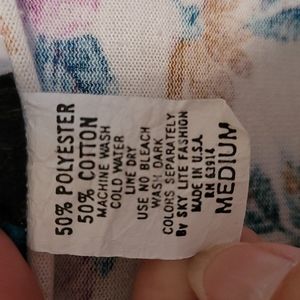 50% POLYESTER
50% COTTON
MACHINE WASH
COLD WATER
LINE DRY
USE NO BLEACH
WASH DARK
COLORS SEPARATELY
BY SKY LITE FASHION
MADE IN U.S.A.
RN 63914
MEDIUM